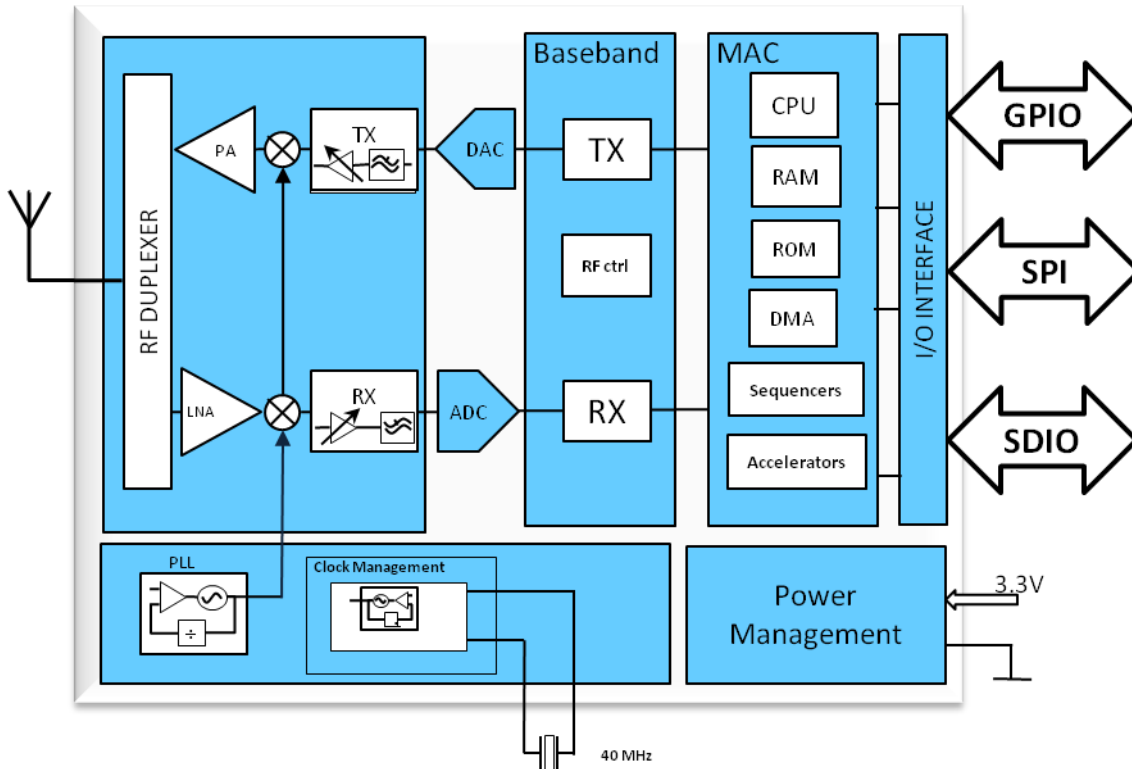 Baseband
MAC
CPU
GPIO
PA
TX
DAC
TX
RAM
RF DUPLEXER
RF ctrl
ROM
SPI
I/O INTERFACE
DMA
LNA
RX
ADC
RX
Sequencers
SDIO
Accelerators
PLL
Clock Management
÷
Power
Management
3.3V
40 MHz